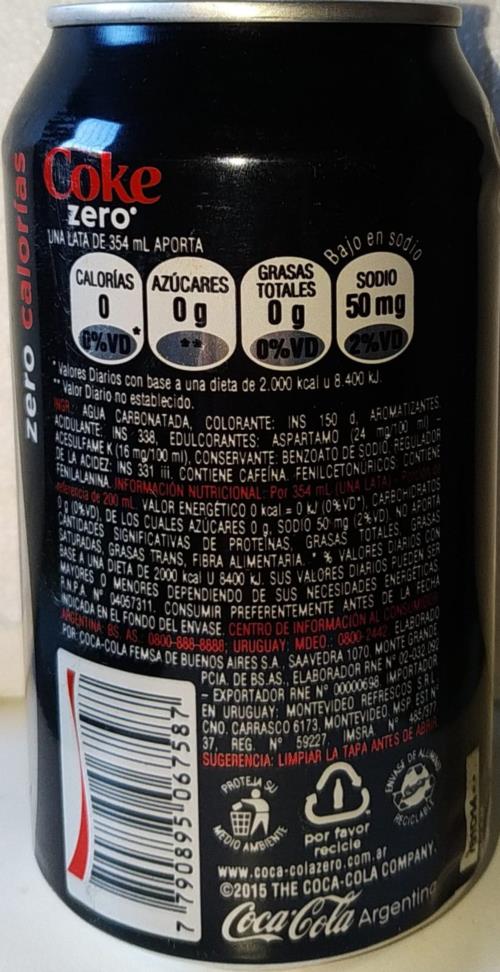 zero calorías
Coke
zero
UNA LATA DE 354 mL APORTA
Bajo en sodio
CALORÍAS
0
0%VD*
AZÚCARES
0 g
**
GRASAS
TOTALES
0 g
0%VD
SODIO
50 mg
2%VD
* Valores Diarios con base a una dieta de 2.000 kcal u 8.400 kJ.
** Valor Diario no establecido.
INGR.: AGUA CARBONATADA, COLORANTE: INS 150 d, AROMATIZANTES,
ACIDULANTE: INS 338, EDULCORANTES: ASPARTAMO (24 mg/100 ml) –
ACESULFAME K (16 mg/100 ml), CONSERVANTE: BENZOATO DE SODIO, REGULADOR
DE LA ACIDEZ: INS 331 iii. CONTIENE CAFEÍNA. FENILCETONÚRICOS: CONTIENE
FENILALANINA. INFORMACIÓN NUTRICIONAL: Por 354 mL (UNA LATA) –
referencia de 200 mL. VALOR ENERGÉTICO 0 kcal = 0 kJ (0%VD*), CARBOHIDRATOS
0 g (0%VD), DE LOS CUALES AZÚCARES 0 g, SODIO 50 mg (2%VD), NO APORTA
CANTIDADES SIGNIFICATIVAS DE PROTEÍNAS, GRASAS TOTALES, GRASAS
SATURADAS, GRASAS TRANS, FIBRA ALIMENTARIA. * % VALORES DIARIOS CON
BASE A UNA DIETA DE 2000 kcal U 8400 kJ. SUS VALORES DIARIOS PUEDEN SER
MAYORES O MENORES DEPENDIENDO DE SUS NECESIDADES ENERGÉTICAS.
R.N.P.A. N° 04057311. CONSUMIR PREFERENTEMENTE ANTES DE LA FECHA
INDICADA EN EL FONDO DEL ENVASE. CENTRO DE INFORMACIÓN AL CONSUMIDOR
ARGENTINA: BS. AS.: 0800-888-8888; URUGUAY: MDEO.: 0800-2442. ELABORADO
POR: COCA-COLA FEMSA DE BUENOS AIRES S.A., SAAVEDRA 1070, MONTE GRANDE,
PCIA. DE BS.AS., ELABORADOR RNE N° 02-032.092
– EXPORTADOR RNE N° 00000698. IMPORTADOR
EN URUGUAY: MONTEVIDEO REFRESCOS S.R.L.
CNO. CARRASCO 6173, MONTEVIDEO. MSP EST. N°
37, REG. N° 59227. IMSRA. N°
SUGERENCIA: LIMPIAR LA TAPA ANTES DE ABRIR.
PROTEJA SU
MEDIO AMBIENTE
por favor
recicle
ENVASE DE ALUMINIO
RECICLABLE
www.coca-colazero.com.ar
©2015 THE COCA-COLA COMPANY.
Coca-Cola Argentina
7 790895 067587